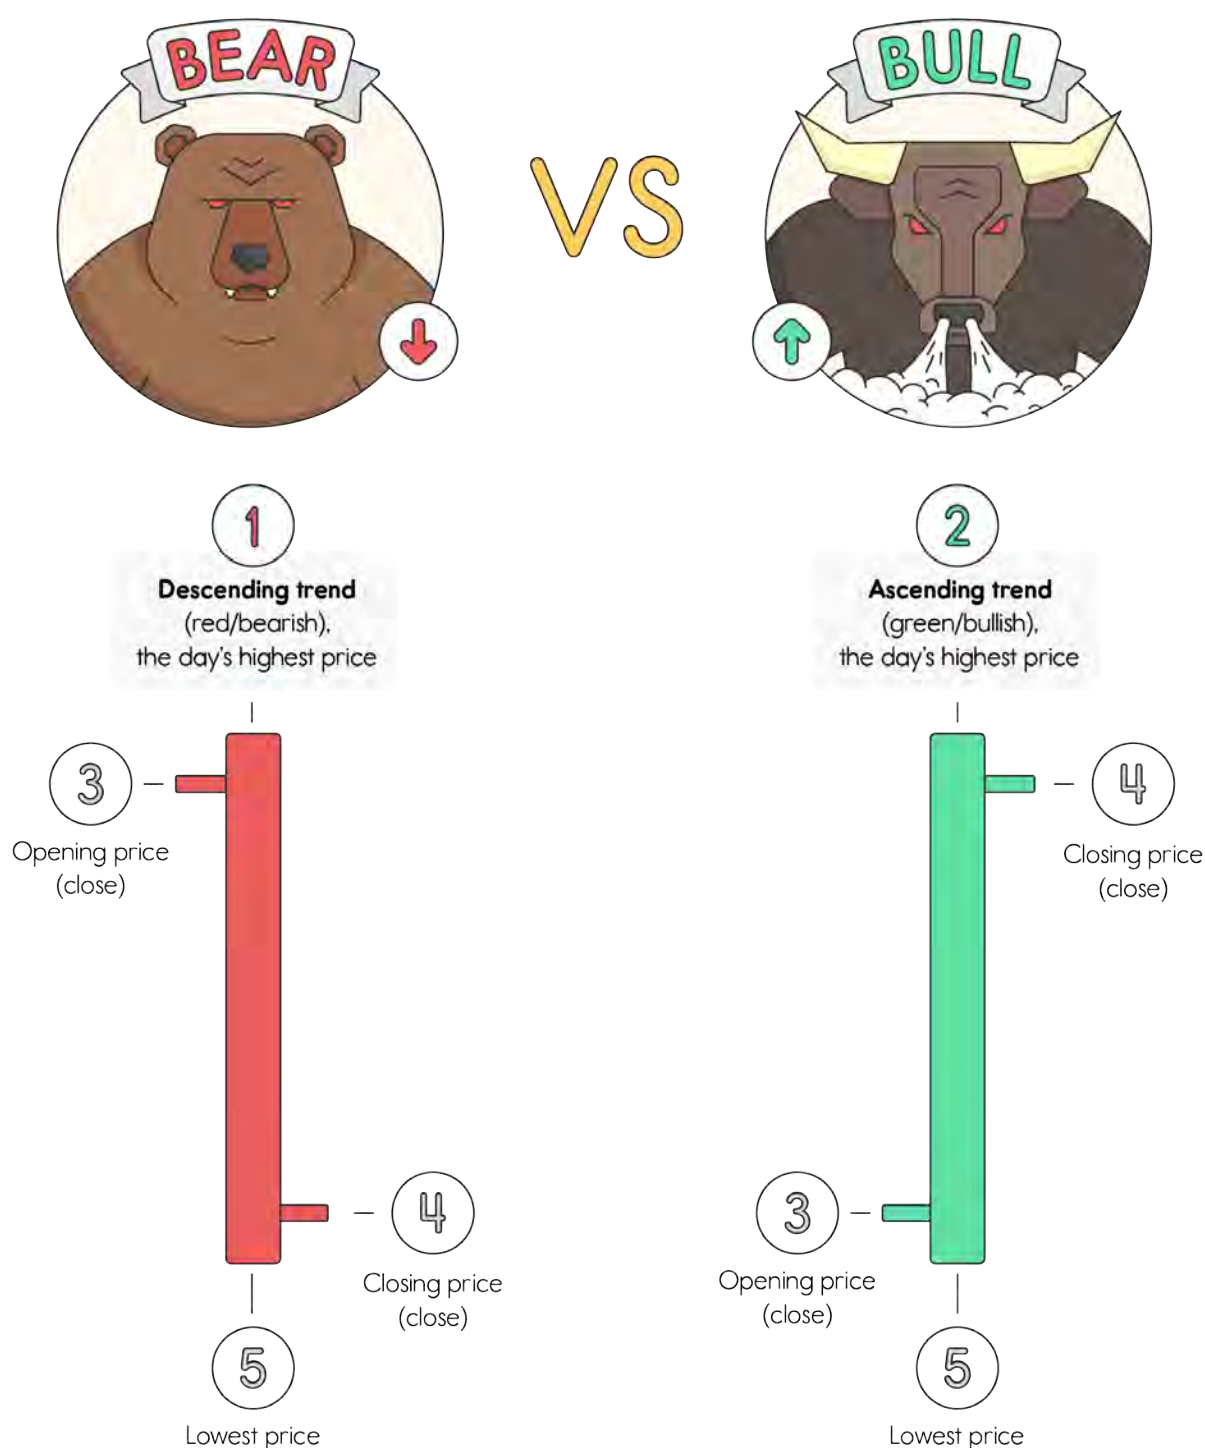 BEAR
VS
BULL
1
Descending trend
(red/bearish),
the day's highest price
2
Ascending trend
(green/bullish),
the day's highest price
3
Opening price
(close)
4
Closing price
(close)
4
Closing price
(close)
3
Opening price
(close)
5
Lowest price
5
Lowest price